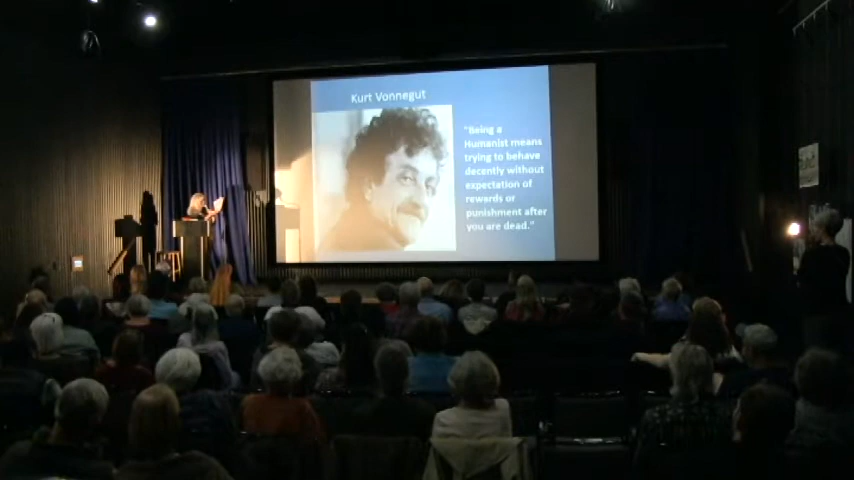 Kurt Vonnegut
"Being a
Humanist means
trying to behave
decently without
expectation of
rewards or
punishment after
you are dead."